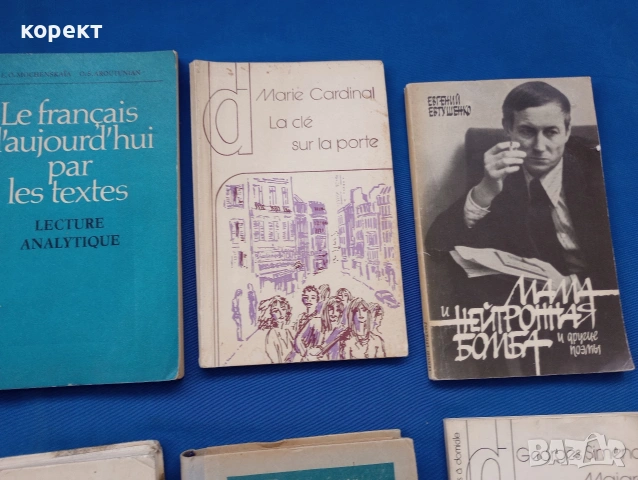 корект
Le français
d'aujourd'hui
par
les textes
LECTURE
ANALYTIQUE
d
Marie Cardinal
La clé
sur la porte
ЕВГЕНИЙ
ЕВТУШЕНКО
МАМА
И НЕЙТРОННАЯ
БОМБА
и другие
поэмы
d
BAZAR